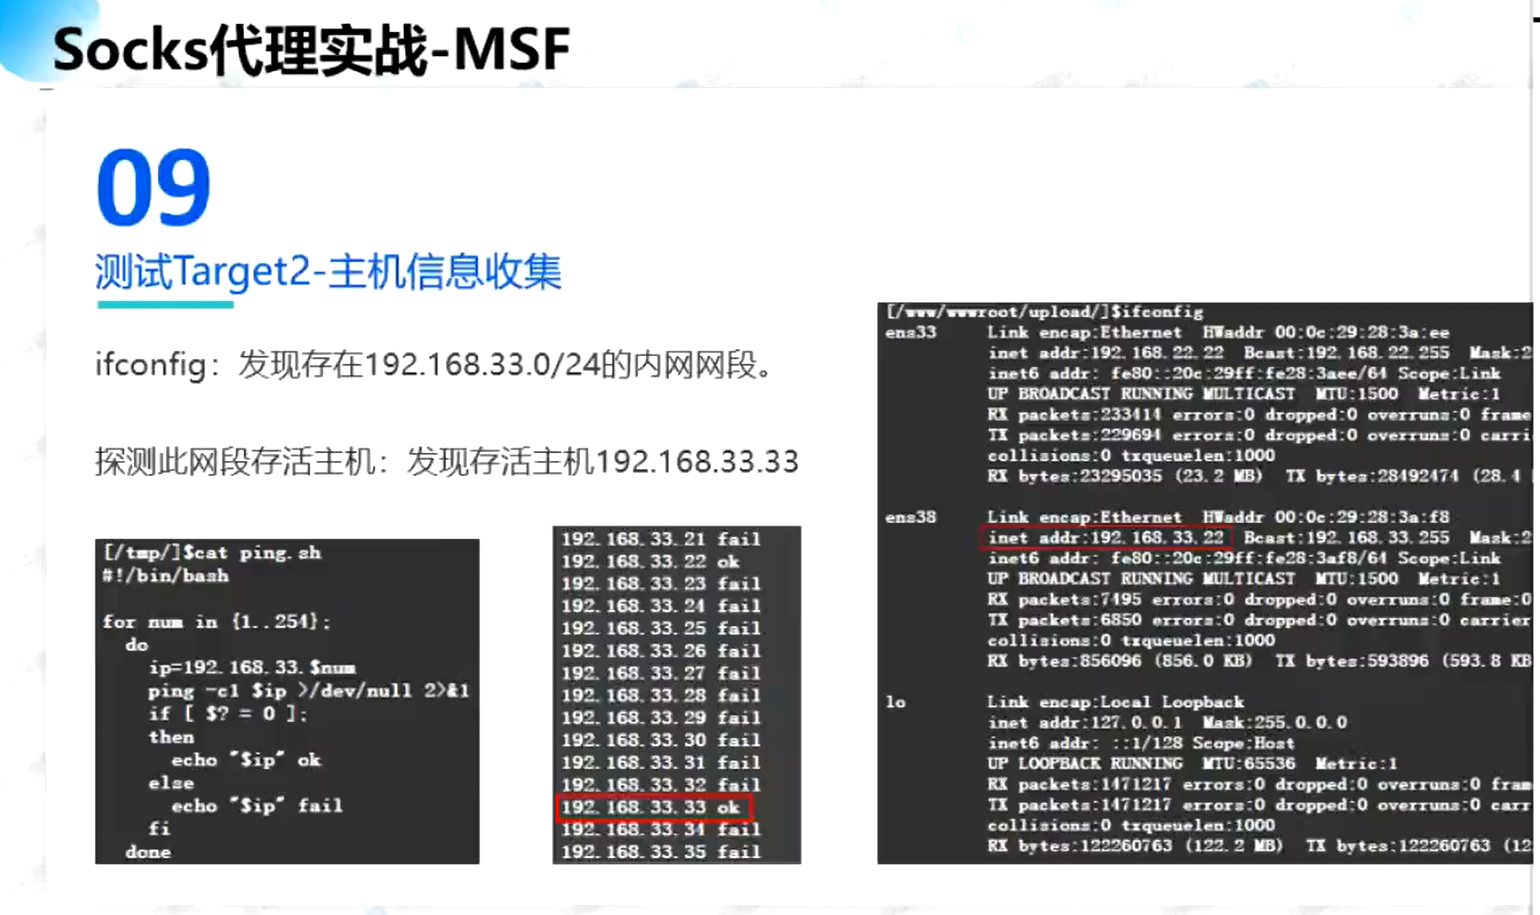 Socks代理实战-MSF
09
测试Target2-主机信息收集
ifconfig：发现存在192.168.33.0/24的内网网段。
探测此网段存活主机：发现存活主机192.168.33.33
[/tmp/]$cat ping.sh
#!/bin/bash
for num in {1..254};
do
ip=192.168.33.$num
ping -c1 $ip >/dev/null 2>&1
if [ $? = 0 ];
then
echo "$ip" ok
else
echo "$ip" fail
fi
done
192.168.33.21 fail
192.168.33.22 ok
192.168.33.23 fail
192.168.33.24 fail
192.168.33.25 fail
192.168.33.26 fail
192.168.33.27 fail
192.168.33.28 fail
192.168.33.29 fail
192.168.33.30 fail
192.168.33.31 fail
192.168.33.32 fail
192.168.33.33 ok
192.168.33.34 fail
192.168.33.35 fail
[/www/wwwroot/upload/]$ifconfig
ens33 Link encap:Ethernet HWaddr 00:0c:29:28:3a:ee
inet addr:192.168.22.22 Bcast:192.168.22.255 Mask:2
inet6 addr: fe80::20c:29ff:fe28:3aee/64 Scope:Link
UP BROADCAST RUNNING MULTICAST MTU:1500 Metric:1
RX packets:233414 errors:0 dropped:0 overruns:0 frame
TX packets:229694 errors:0 dropped:0 overruns:0 carri
collisions:0 txqueuelen:1000
RX bytes:23295035 (23.2 MB) TX bytes:28492474 (28.4
ens38 Link encap:Ethernet HWaddr 00:0c:29:28:3a:f8
inet addr:192.168.33.22 Bcast:192.168.33.255 Mask:2
inet6 addr: fe80::20c:29ff:fe28:3af8/64 Scope:Link
UP BROADCAST RUNNING MULTICAST MTU:1500 Metric:1
RX packets:7495 errors:0 dropped:0 overruns:0 frame:0
TX packets:6850 errors:0 dropped:0 overruns:0 carrier
collisions:0 txqueuelen:1000
RX bytes:856096 (856.0 KB) TX bytes:593896 (593.8 KB
lo Link encap:Local Loopback
inet addr:127.0.0.1 Mask:255.0.0.0
inet6 addr: ::1/128 Scope:Host
UP LOOPBACK RUNNING MTU:65536 Metric:1
RX packets:1471217 errors:0 dropped:0 overruns:0 fram
TX packets:1471217 errors:0 dropped:0 overruns:0 carr
collisions:0 txqueuelen:1000
RX bytes:122260763 (122.2 MB) TX bytes:122260763 (12